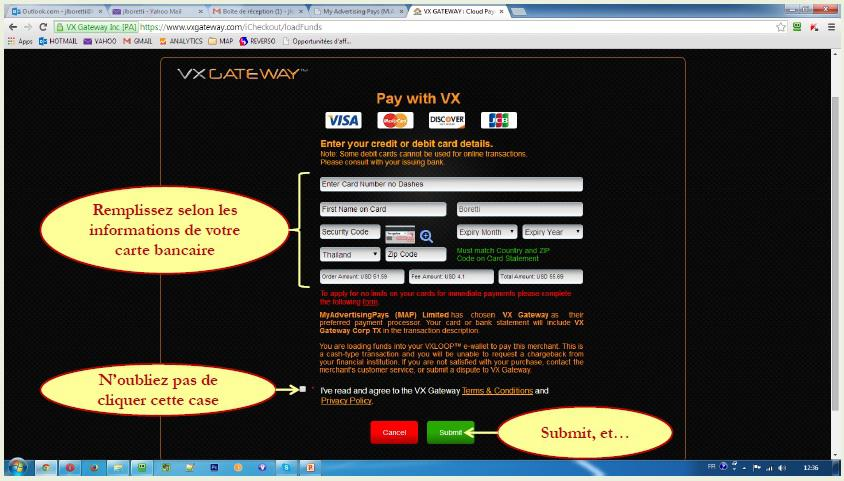 Outlook.com - jlboretti@
jlboretti - Yahoo Mail
Boîte de réception (1) - jl
My Advertising Pays (M.A
VX GATEWAY : Cloud Pay
VX Gateway Inc [PA] https://www.vxgateway.com/iCheckout/loadFunds
Apps HOTMAIL YAHOO GMAIL ANALYTICS BOITE REVERSO Opportunités d'aff...
VX GATEWAY™
Pay with VX
VISA MasterCard DISCOVER JCB
Enter your credit or debit card details.
Note: Some debit cards cannot be used for online transactions.
Please consult with your issuing bank.
Enter Card Number no Dashes
First Name on Card Boretti
Security Code Expiry Month Expiry Year
Thailand Zip Code Must match Country and ZIP
Code on Card Statement
Order Amount: USD 51.59 Fee Amount: USD 4.1 Total Amount: USD 55.69
To apply for no limits on your cards for immediate payments please complete
the following form.
MyAdvertisingPays (MAP) Limited has chosen VX Gateway as their
preferred payment processor. Your card or bank statement will include VX
Gateway Corp TX in the transaction description.
You are loading funds into your VXLOOP™ e-wallet to pay this merchant. This is
a cash-type transaction and you will be unable to request a chargeback from
your financial institution. If you are not satisfied with your purchase, contact the
merchant's customer service, or submit a dispute to VX Gateway.
* I've read and agree to the VX Gateway Terms & Conditions and
Privacy Policy.
Cancel Submit
Remplissez selon les
informations de votre
carte bancaire
N'oubliez pas de
cliquer cette case
Submit, et…
FR 12:36